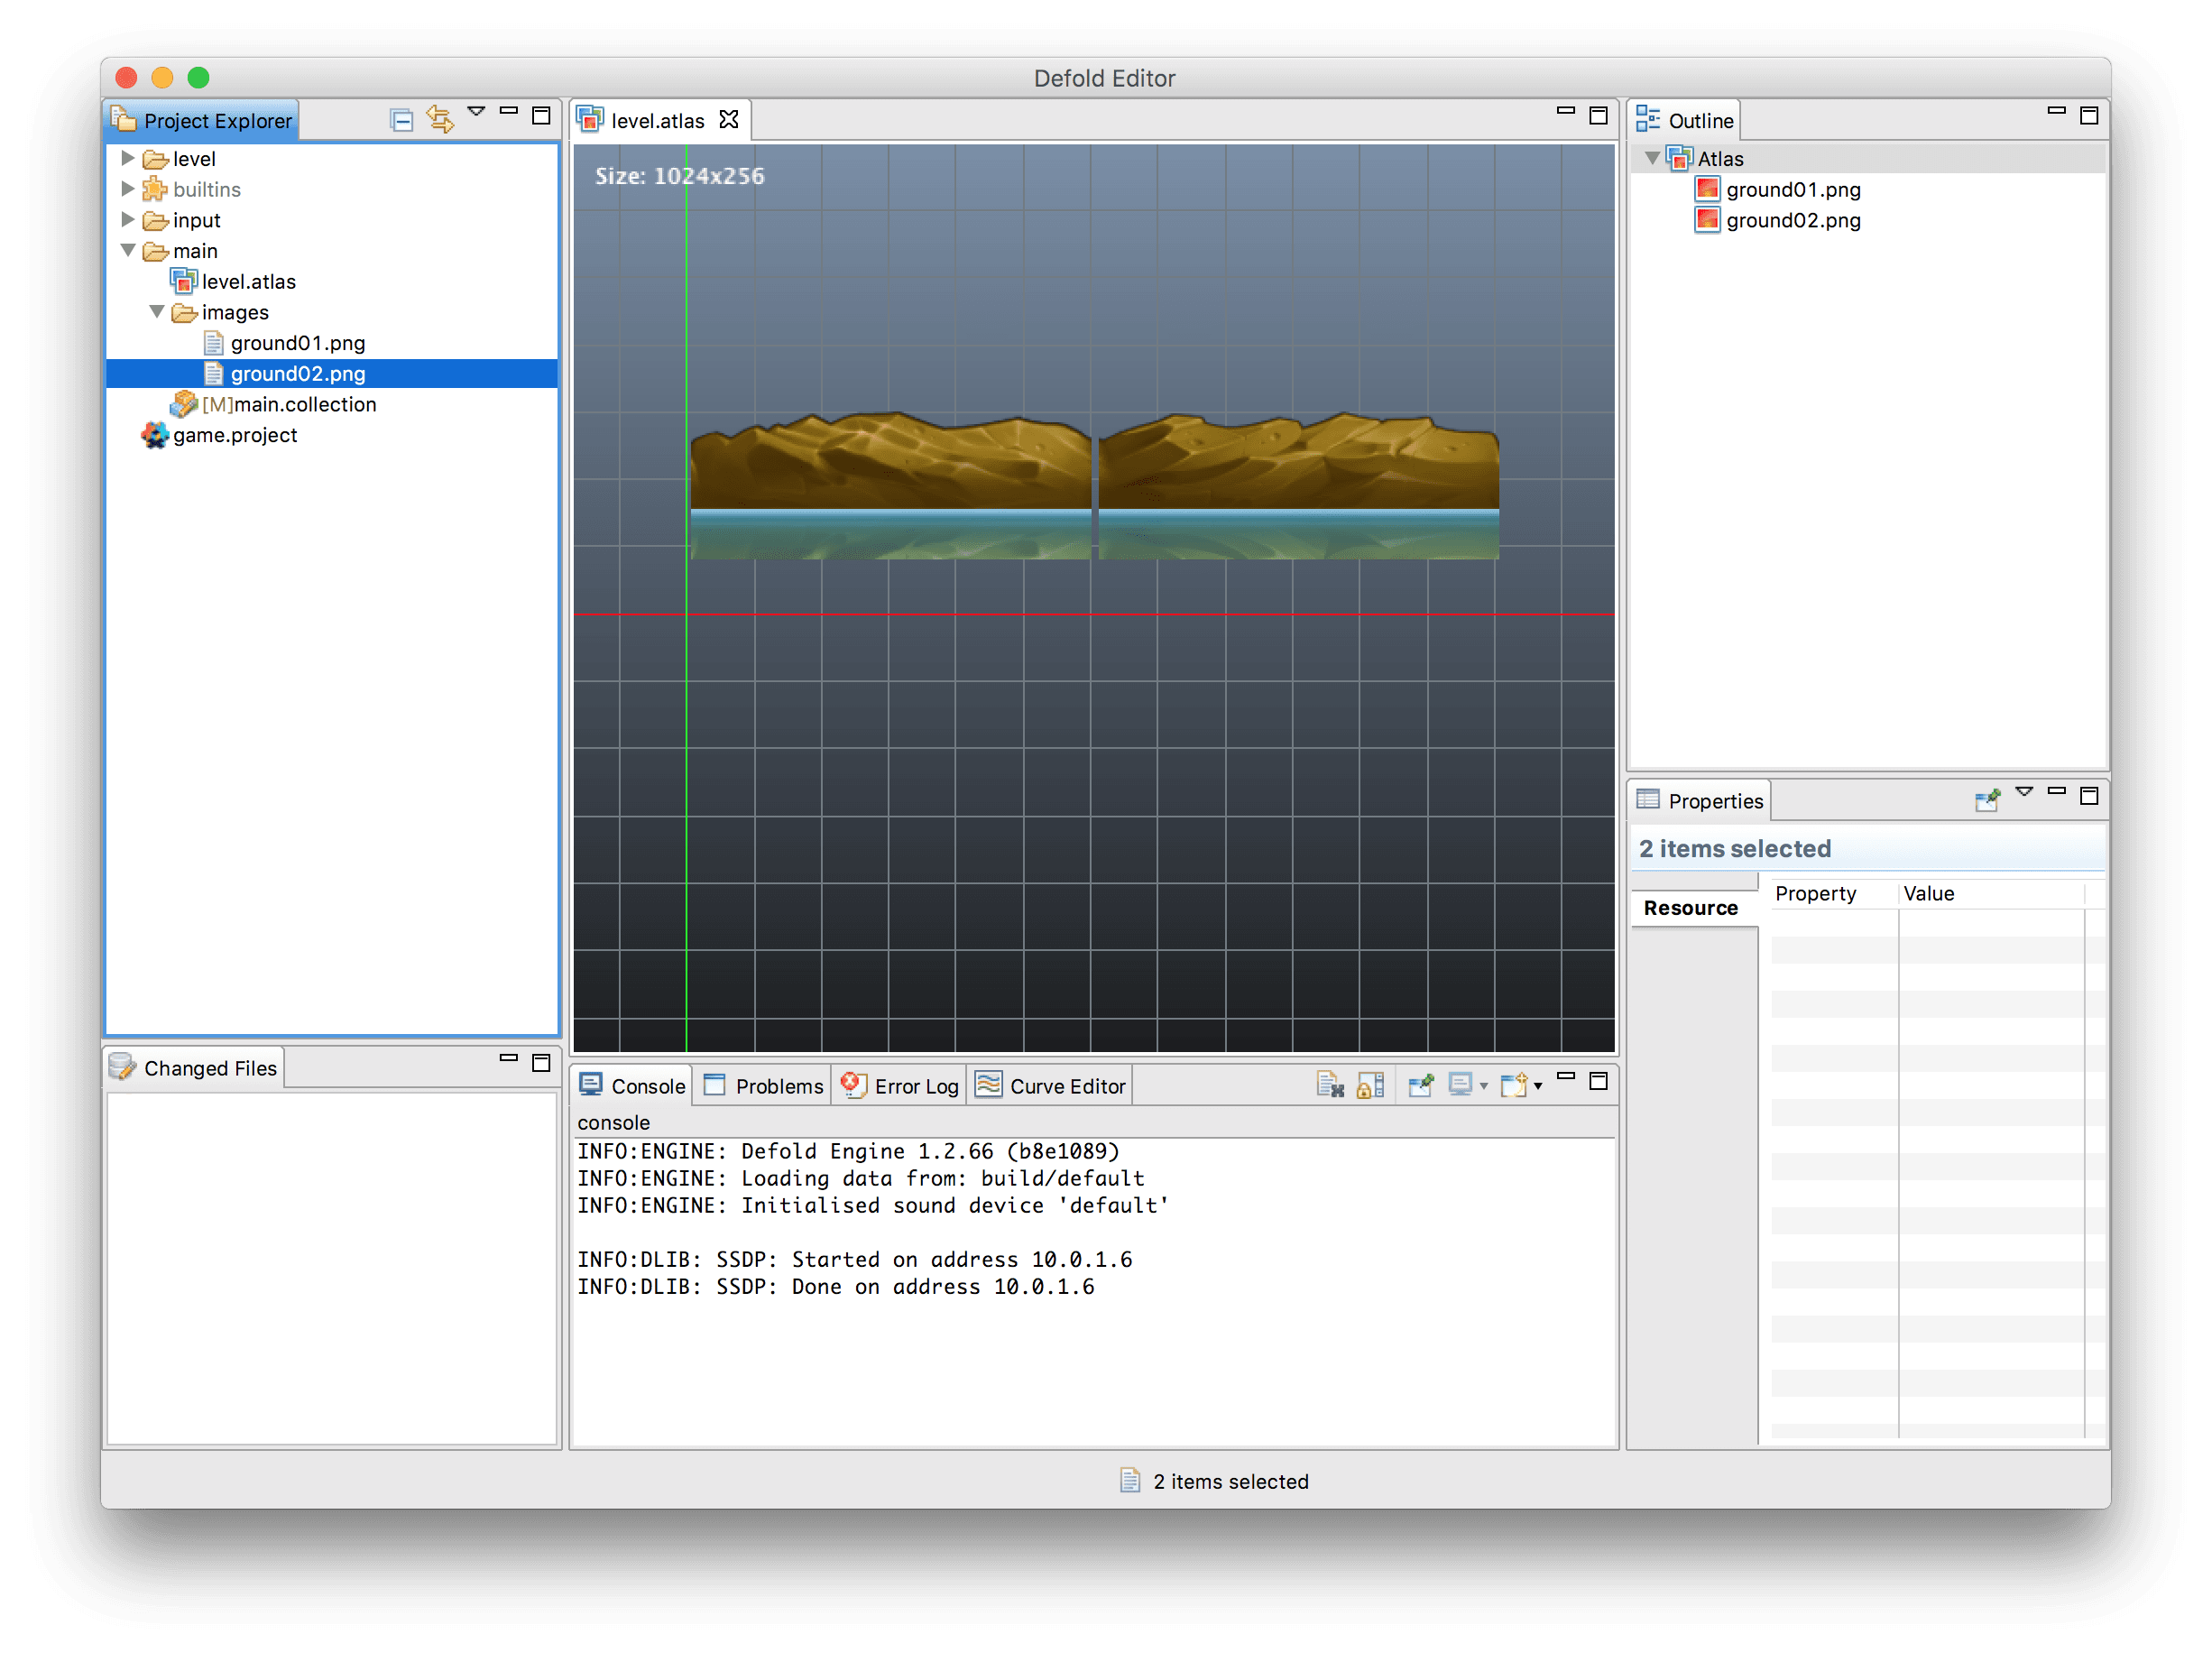 Defold Editor
Project Explorer
level
builtins
input
main
level.atlas
images
ground01.png
ground02.png
[M]main.collection
game.project
Changed Files
level.atlas
Size: 1024x256
Console
Problems
Error Log
Curve Editor
console
INFO:ENGINE: Defold Engine 1.2.66 (b8e1089)
INFO:ENGINE: Loading data from: build/default
INFO:ENGINE: Initialised sound device 'default'
INFO:DLIB: SSDP: Started on address 10.0.1.6
INFO:DLIB: SSDP: Done on address 10.0.1.6
Outline
Atlas
ground01.png
ground02.png
Properties
2 items selected
Resource
Property Value
2 items selected